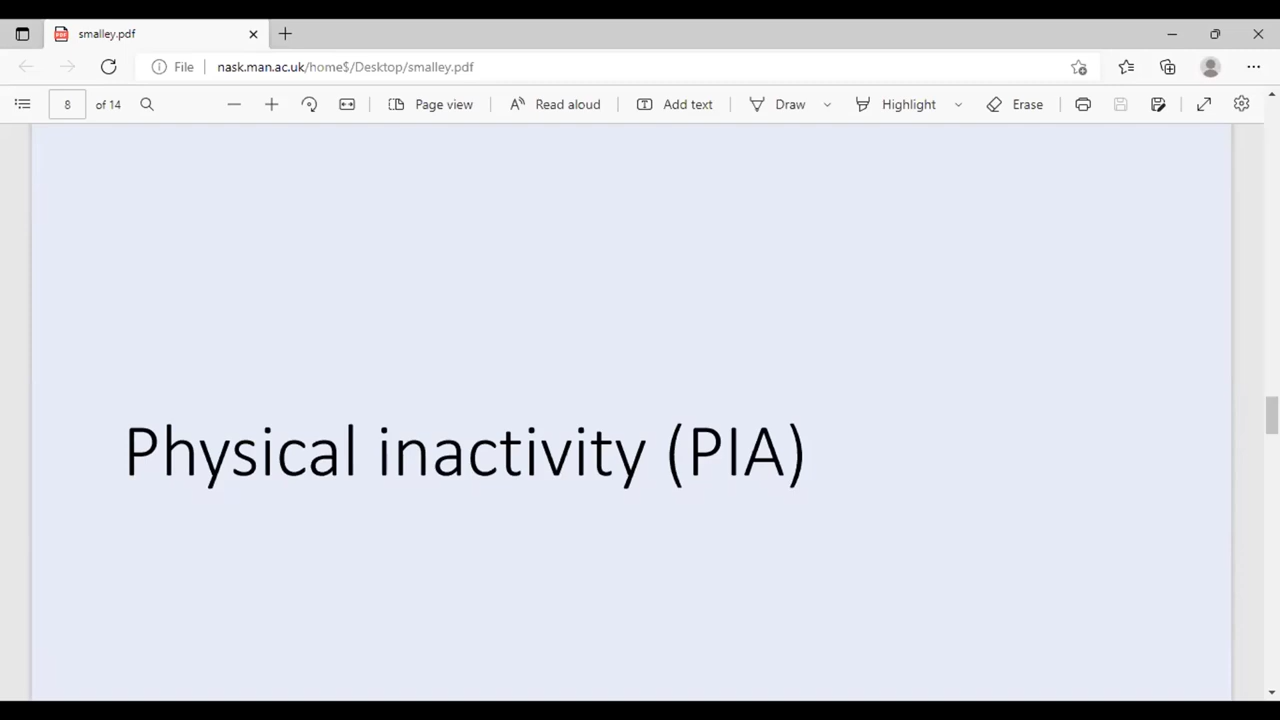 smalley.pdf
File nask.man.ac.uk/home$/Desktop/smalley.pdf
8 of 14 Page view Read aloud Add text Draw Highlight Erase
Physical inactivity (PIA)